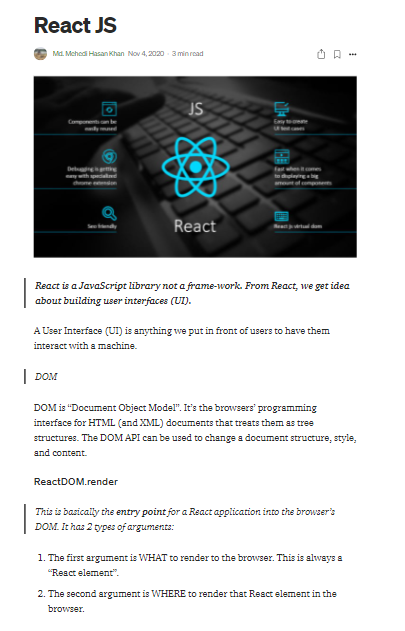 React JS
Md. Mehedi Hasan Khan Nov 4, 2020 · 3 min read
JS
Components can be
easily reused
Easy to create
UI test cases
Debugging is getting
easy with specialized
chrome extension
Fast when it comes
to displaying a big
amount of components
Seo friendly
React
React js virtual dom
React is a JavaScript library not a frame-work. From React, we get idea
about building user interfaces (UI).
A User Interface (UI) is anything we put in front of users to have them
interact with a machine.
DOM
DOM is “Document Object Model”. It’s the browsers’ programming
interface for HTML (and XML) documents that treats them as tree
structures. The DOM API can be used to change a document structure, style,
and content.
ReactDOM.render
This is basically the entry point for a React application into the browser’s
DOM. It has 2 types of arguments:
1. The first argument is WHAT to render to the browser. This is always a
“React element”.
2. The second argument is WHERE to render that React element in the
browser.